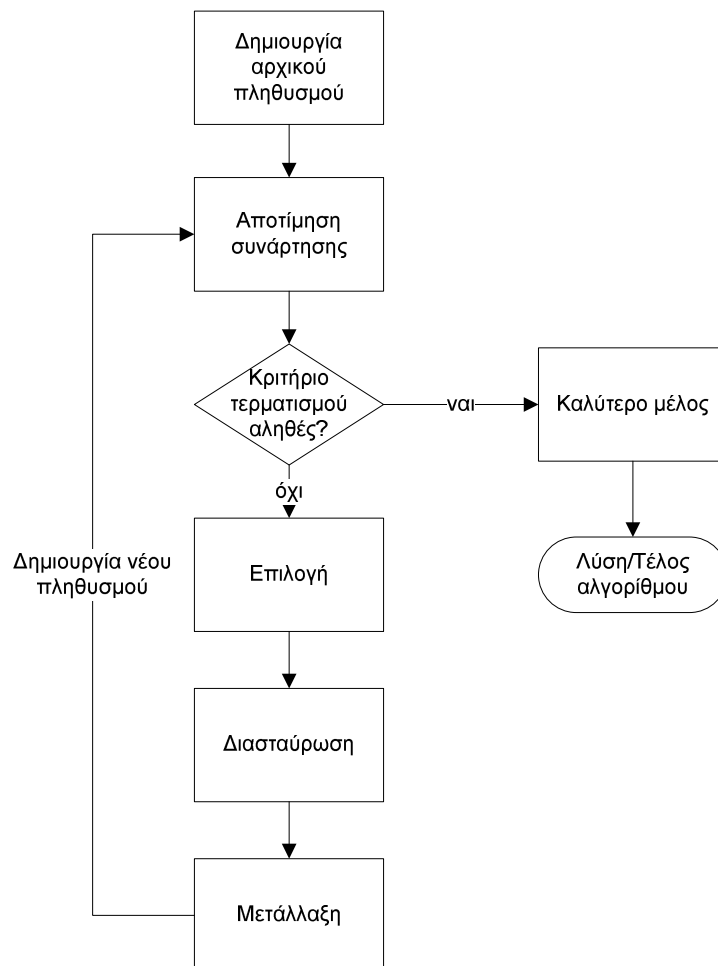 Δημιουργία
αρχικού
πληθυσμού
Αποτίμηση
συνάρτησης
Κριτήριο
τερματισμού
αληθές?
ναι
Καλύτερο μέλος
όχι
Δημιουργία νέου
πληθυσμού
Επιλογή
Λύση/Τέλος
αλγορίθμου
Διασταύρωση
Μετάλλαξη